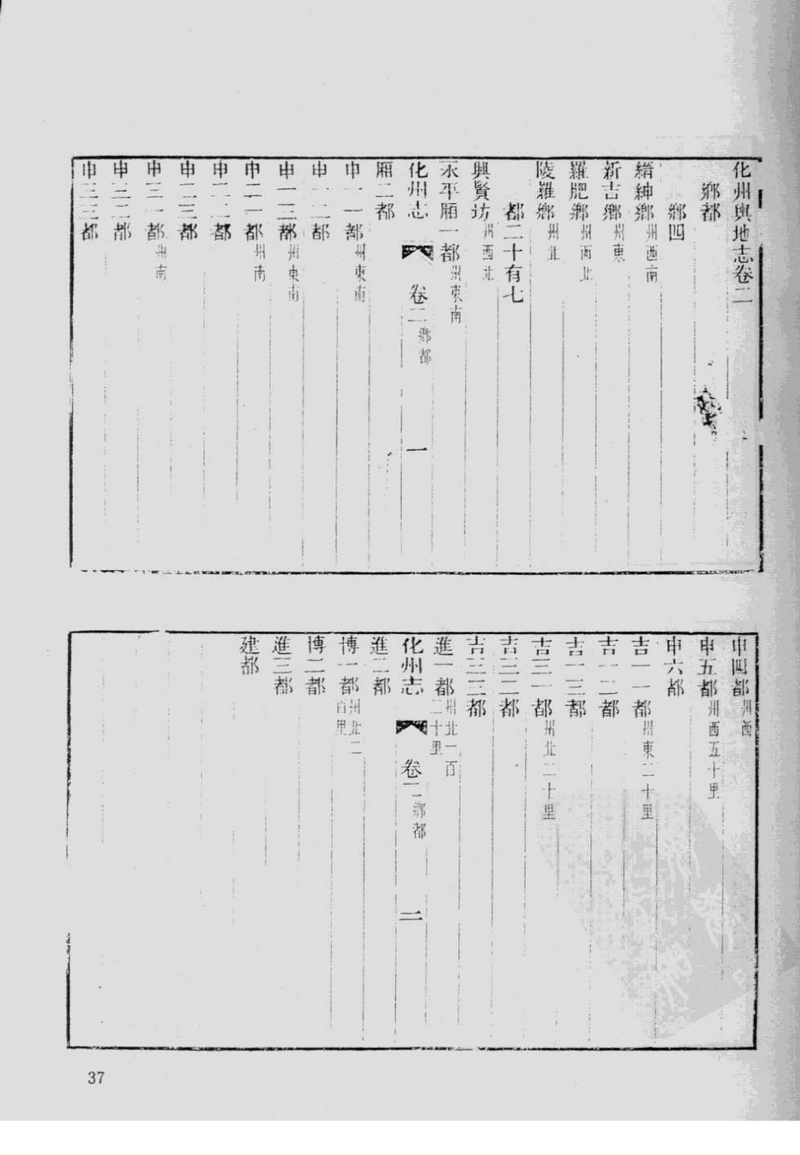 化州輿地志卷二
鄉都
鄉四
縉紳鄉州西南
新吉鄉州東
羅肥鄉州西北
陵羅鄉州北
都二十有七
興賢坊州西北
永平廂一都州東南
化州志 卷二 鄉都 一
廂二都
申一一都州東南
申一二都
申一三都州東南
申二一都州南
申二二都
申二三都
申三一都州南
申三二都
申三三都
申四都州西
申五都州西五十里
申六都
吉一一都州東二十里
吉一二都
吉一三都
吉三一都州北二十里
吉三二都
吉三三都
進一都州北一百二十里
化州志 卷二 鄉都 二
進二都
博一都州北二百里
博二都
進三都
建都
37